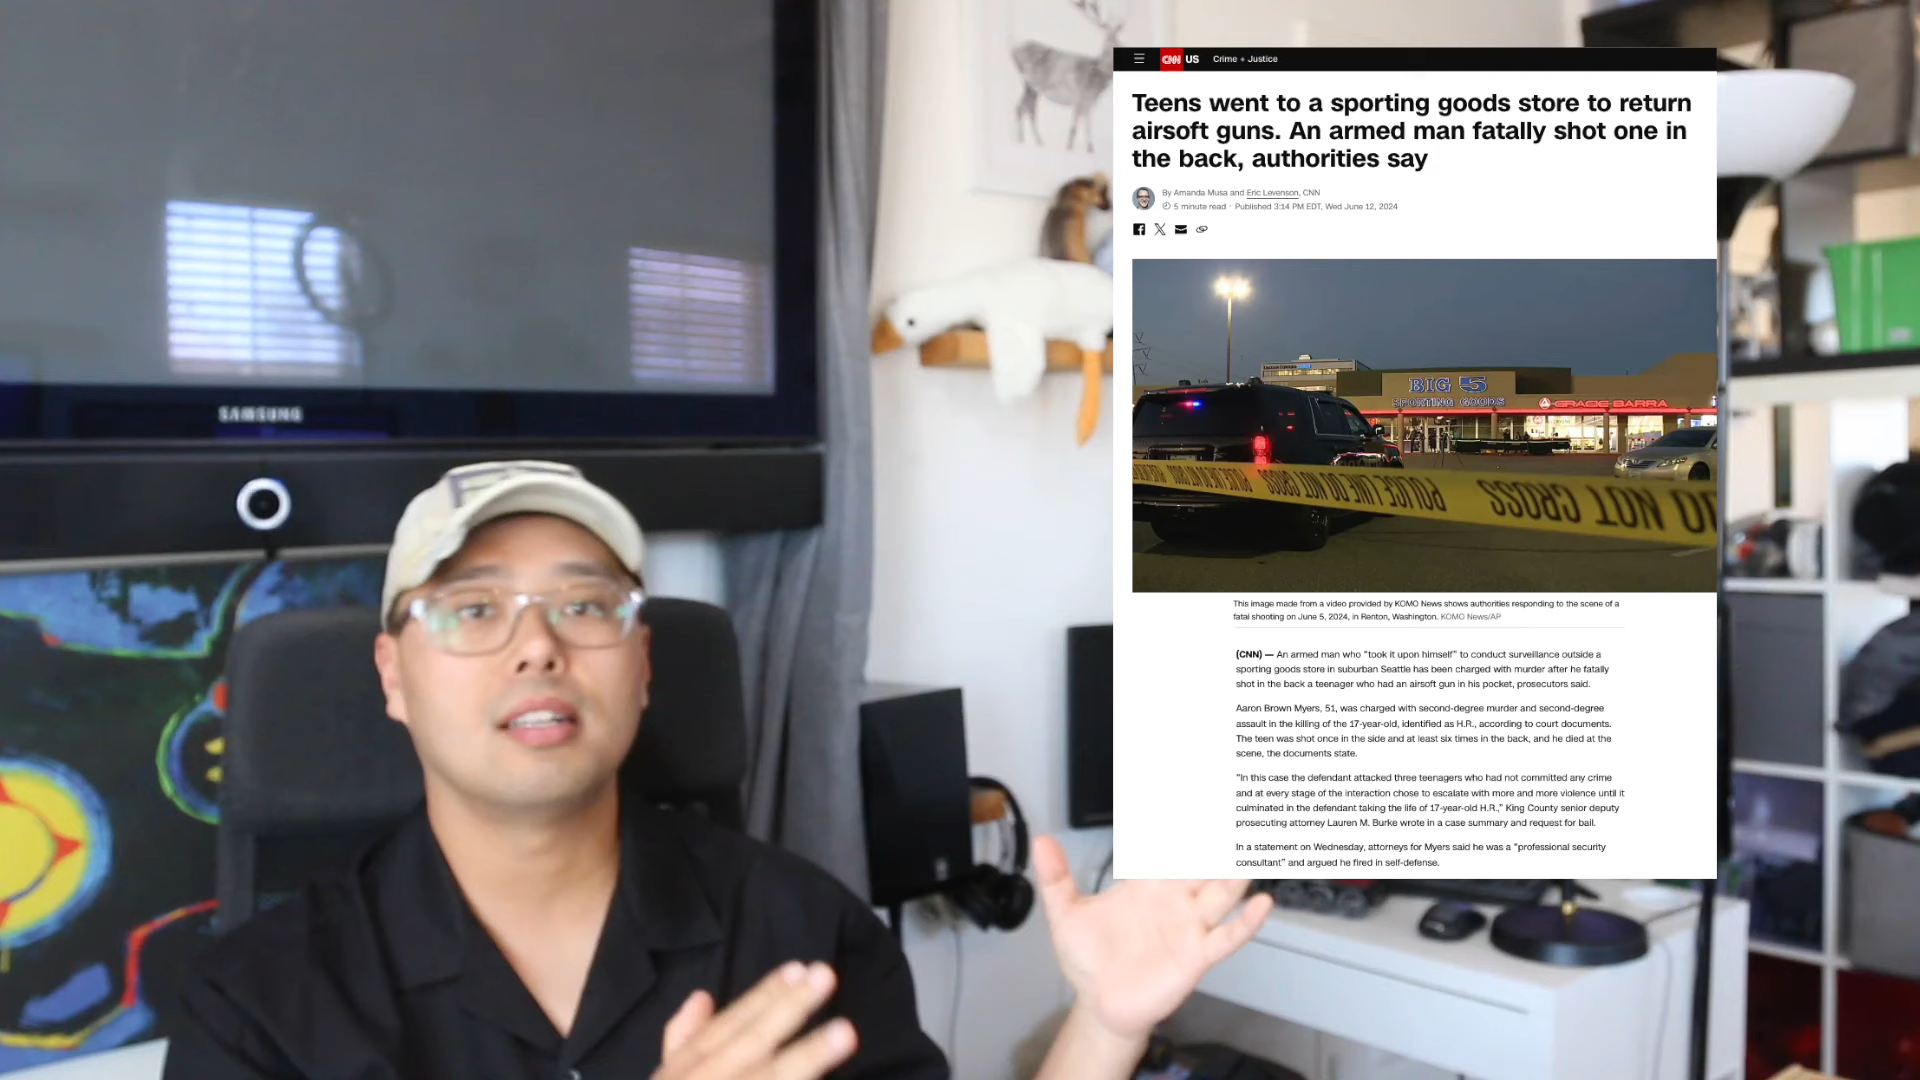 SAMSUNG
CNN US Crime + Justice
Teens went to a sporting goods store to return
airsoft guns. An armed man fatally shot one in
the back, authorities say
By Amanda Musa and Eric Levenson, CNN
5 minute read · Published 3:14 PM EDT, Wed June 12, 2024
BIG 5
SPORTING GOODS
GRACIE BARRA
POLICE LINE DO NOT CROSS
DO NOT CROSS
This image made from a video provided by KOMO News shows authorities responding to the scene of a
fatal shooting on June 5, 2024, in Renton, Washington. KOMO News/AP
(CNN) — An armed man who "took it upon himself" to conduct surveillance outside a
sporting goods store in suburban Seattle has been charged with murder after he fatally
shot in the back a teenager who had an airsoft gun in his pocket, prosecutors said.
Aaron Brown Myers, 51, was charged with second-degree murder and second-degree
assault in the killing of the 17-year-old, identified as H.R., according to court documents.
The teen was shot once in the side and at least six times in the back, and he died at the
scene, the documents state.
"In this case the defendant attacked three teenagers who had not committed any crime
and at every stage of the interaction chose to escalate with more and more violence until it
culminated in the defendant taking the life of 17-year-old H.R.," King County senior deputy
prosecuting attorney Lauren M. Burke wrote in a case summary and request for bail.
In a statement on Wednesday, attorneys for Myers said he was a "professional security
consultant" and argued he fired in self-defense.